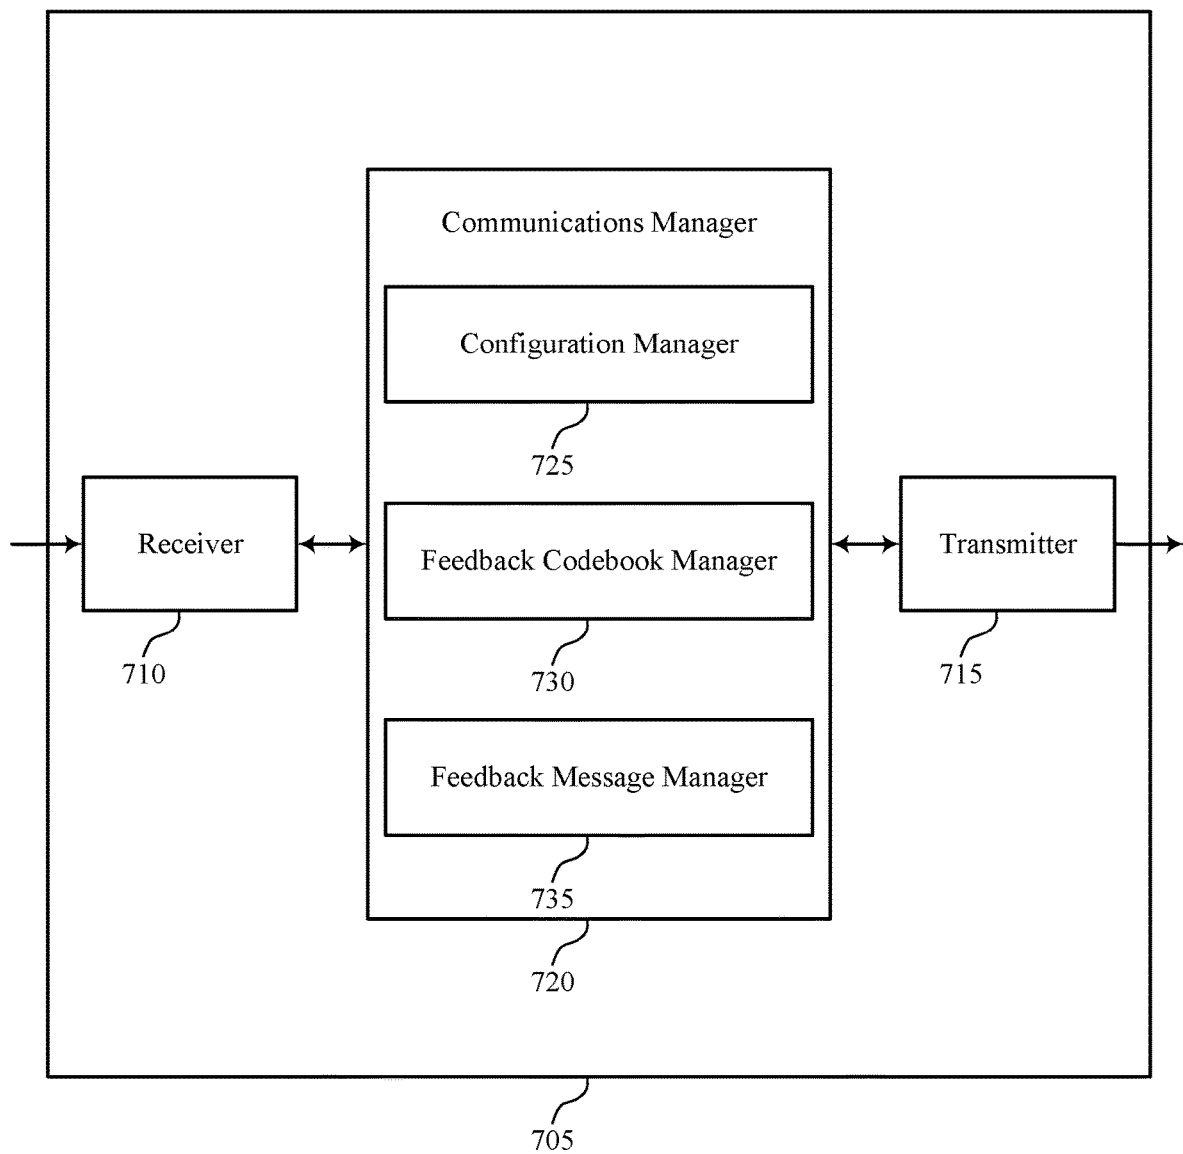 Communications Manager
Configuration Manager
725
Receiver
Feedback Codebook Manager
Transmitter
710
730
715
Feedback Message Manager
735
720
705